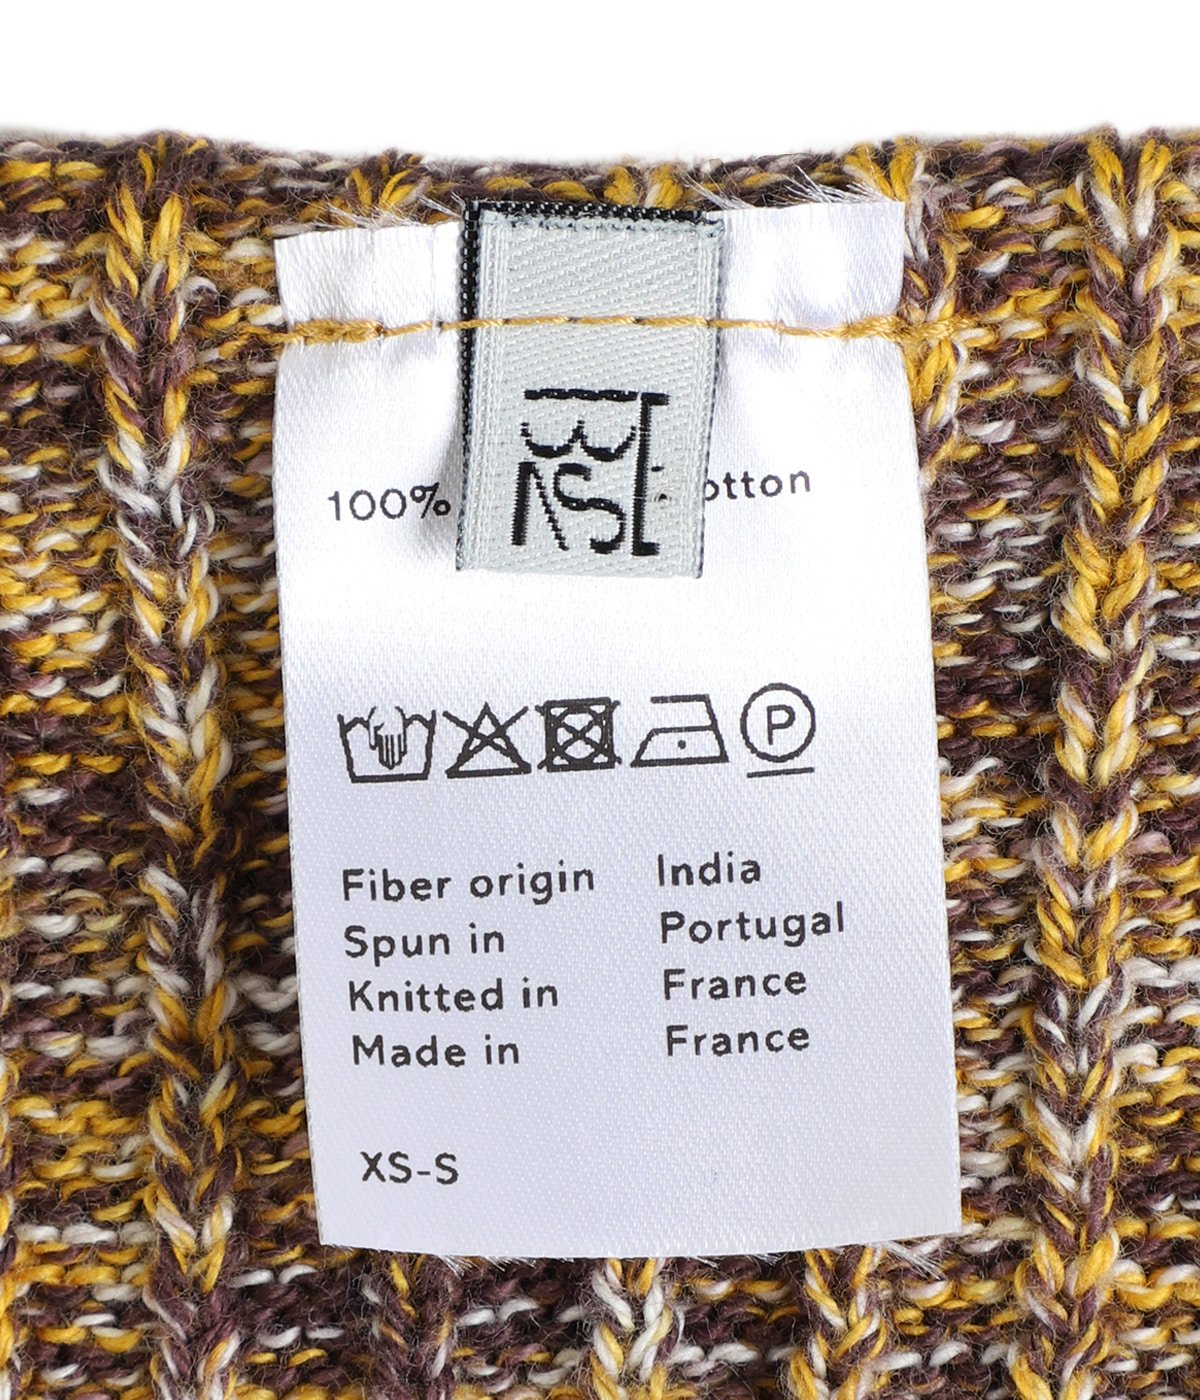 100% otton
P
Fiber origin India
Spun in Portugal
Knitted in France
Made in France
XS-S